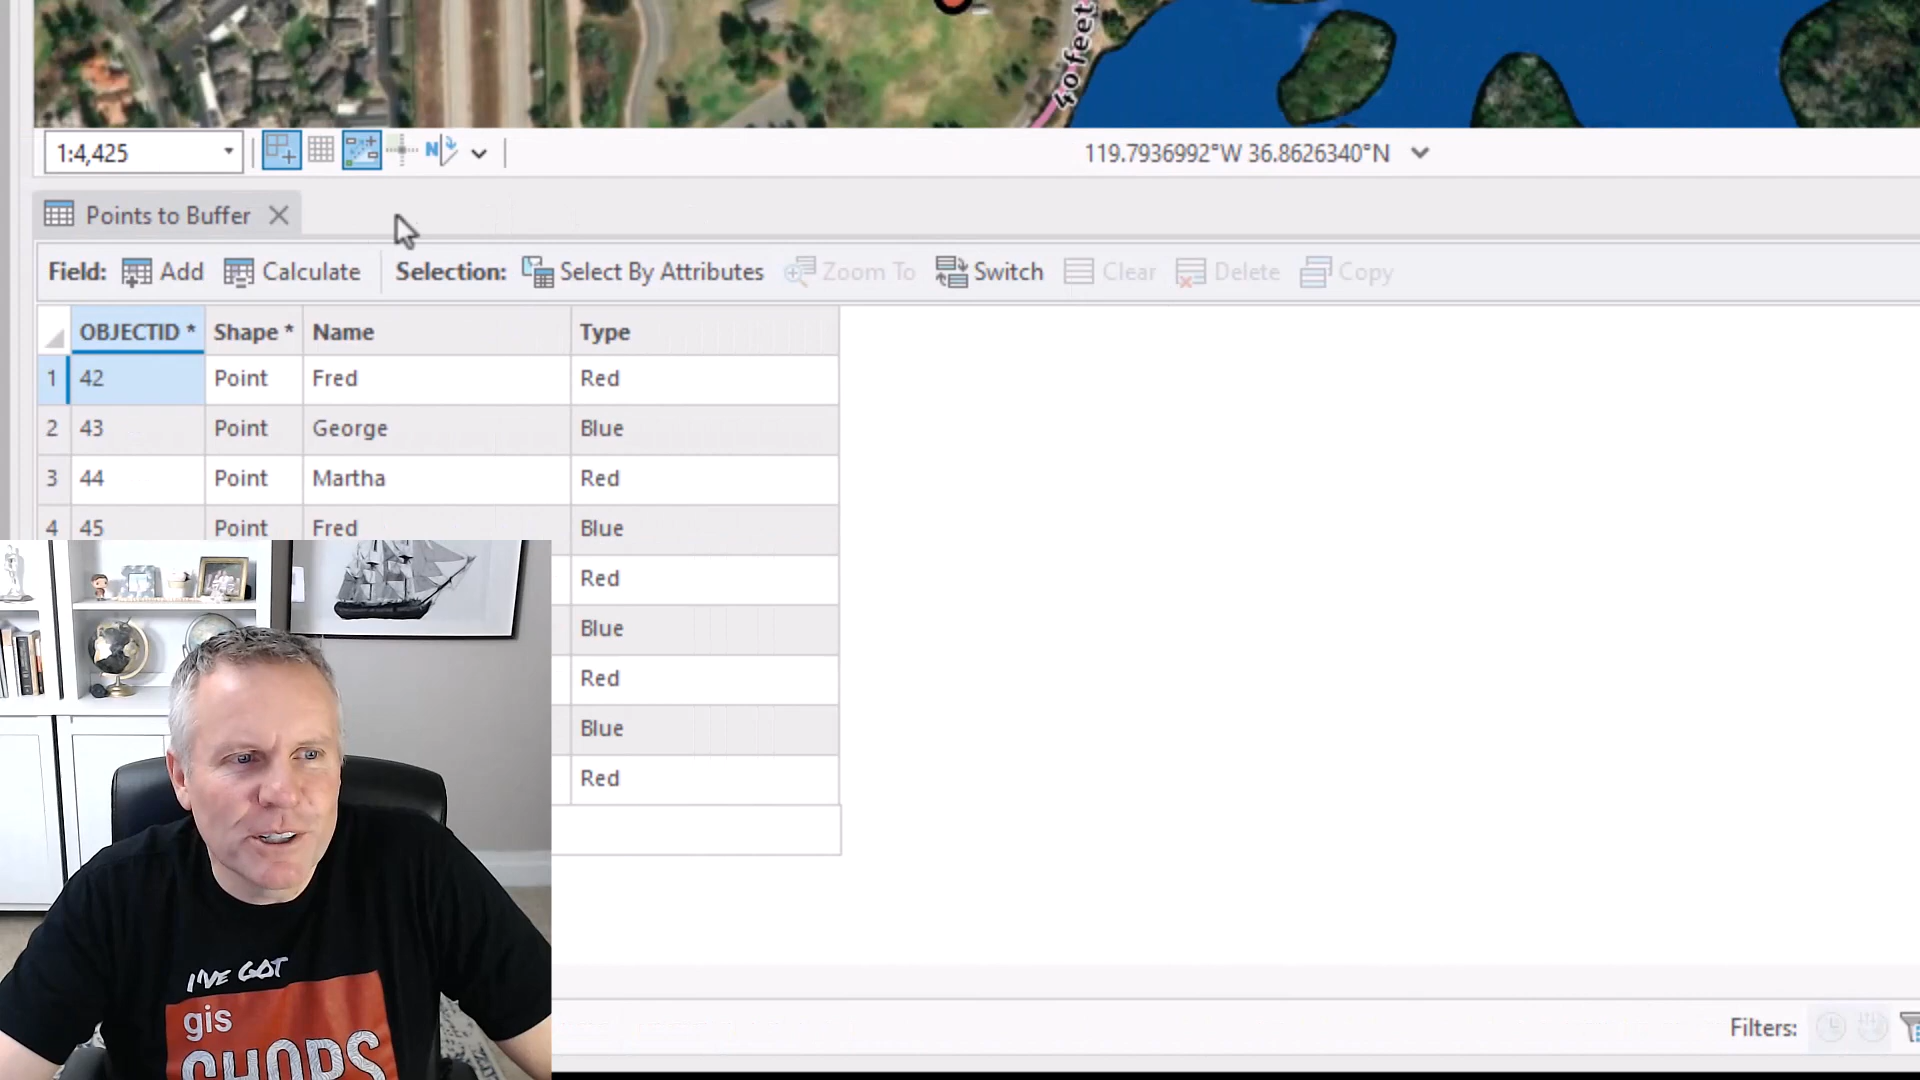 40 feet
1:4,425
N
119.7936992°W 36.8626340°N
Points to Buffer
Field: Add Calculate Selection: Select By Attributes Zoom To Switch Clear Delete Copy
OBJECTID * Shape * Name Type
1 42 Point Fred Red
2 43 Point George Blue
3 44 Point Martha Red
4 45 Point Fred Blue
Red
Blue
Red
Blue
Red
I'VE GOT
gis
CHOPS
Filters: